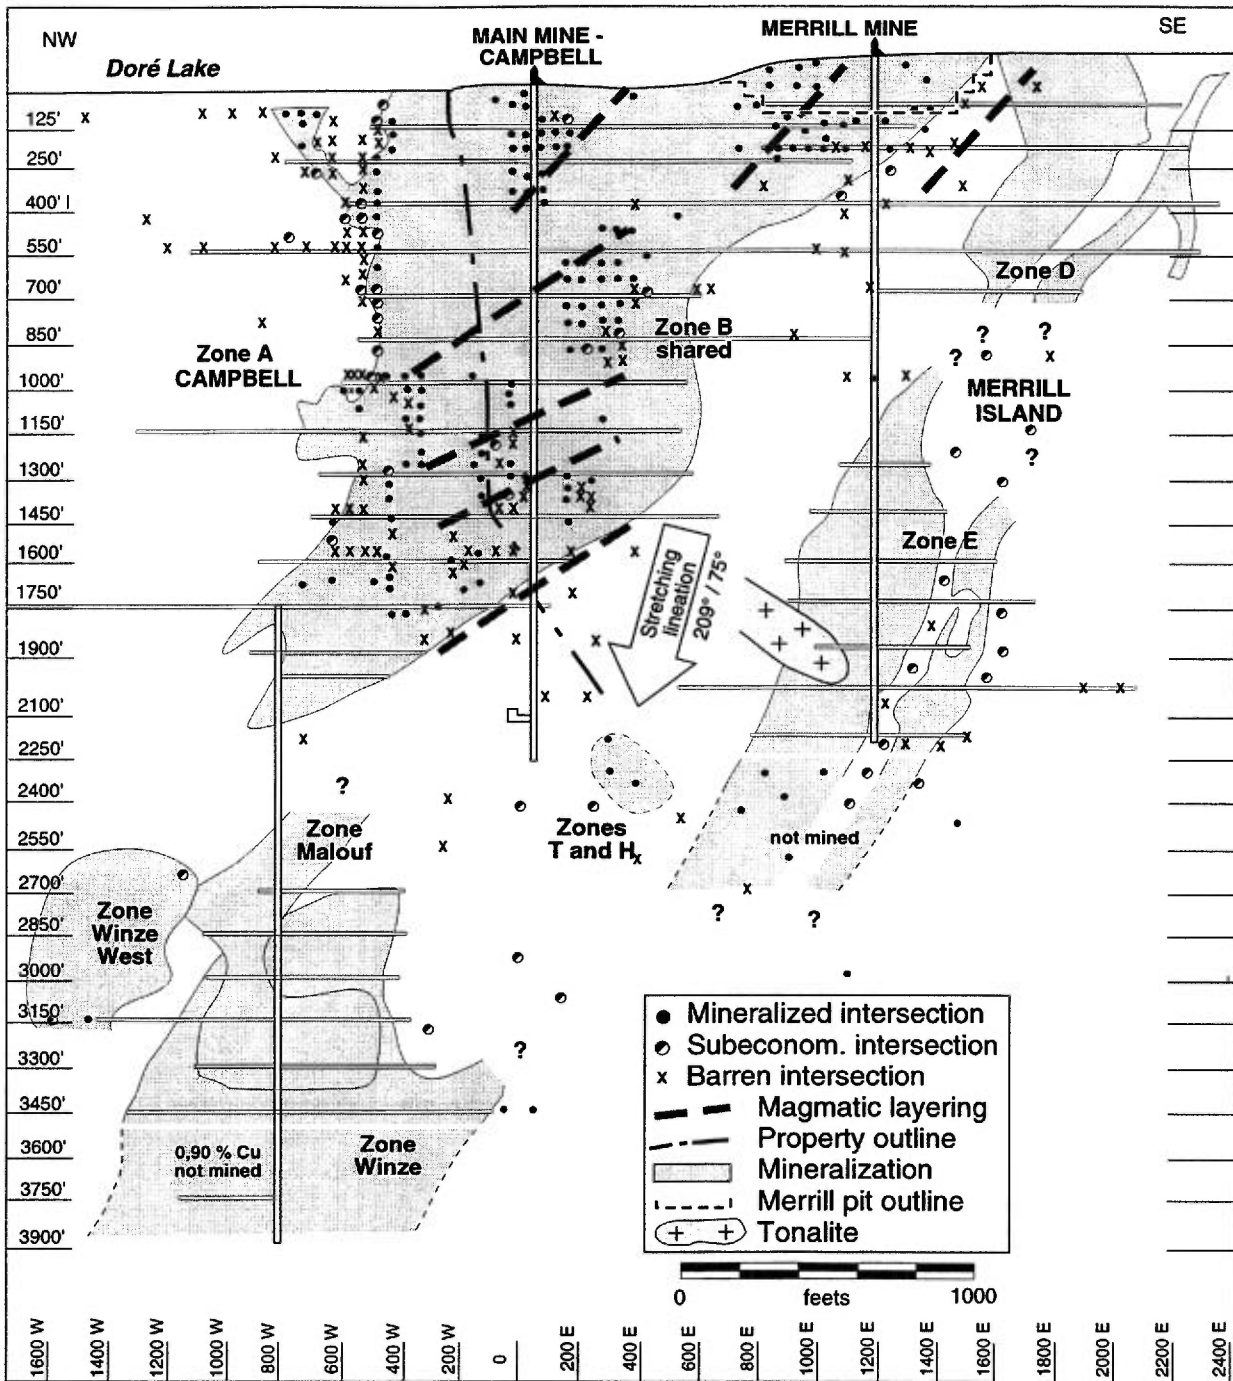 NW
MAIN MINE -
CAMPBELL
MERRILL MINE
SE
Doré Lake
125'
250'
400' I
550'
700'
850'
1000'
1150'
1300'
1450'
1600'
1750'
1900'
2100'
2250'
2400'
2550'
2700'
2850'
3000'
3150'
3300'
3450'
3600'
3750'
3900'
Zone A
CAMPBELL
Zone B
shared
Zone D
?
?
?
?
MERRILL
ISLAND
?
Zone E
Stretching
lineation
209° / 75°
+ +
+ +
?
Zone
Malouf
Zones
T and H
not mined
?
?
Zone
Winze
West
?
0,90 % Cu
not mined
Zone
Winze
Mineralized intersection
Subeconom. intersection
x Barren intersection
Magmatic layering
Property outline
Mineralization
Merrill pit outline
+ + Tonalite
0 feets 1000
1600 W
1400 W
1200 W
800 W
600 W
400 W
200 W
0
200 E
400 E
600 E
800 E
1000 E
1200 E
1400 E
1600 E
1800 E
2000 E
2200 E
2400 E